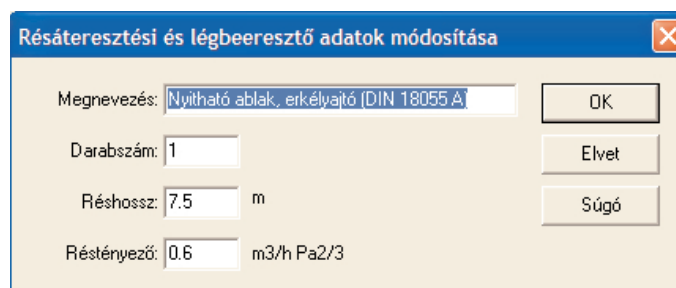 Résáteresztési és légbeeresztő adatok módosítása
Megnevezés: Nyitható ablak, erkélyajtó (DIN 18055 A) OK
Darabszám: 1 Elvet
Réshossz: 7.5 m Súgó
Réstényező: 0.6 m3/h Pa2/3